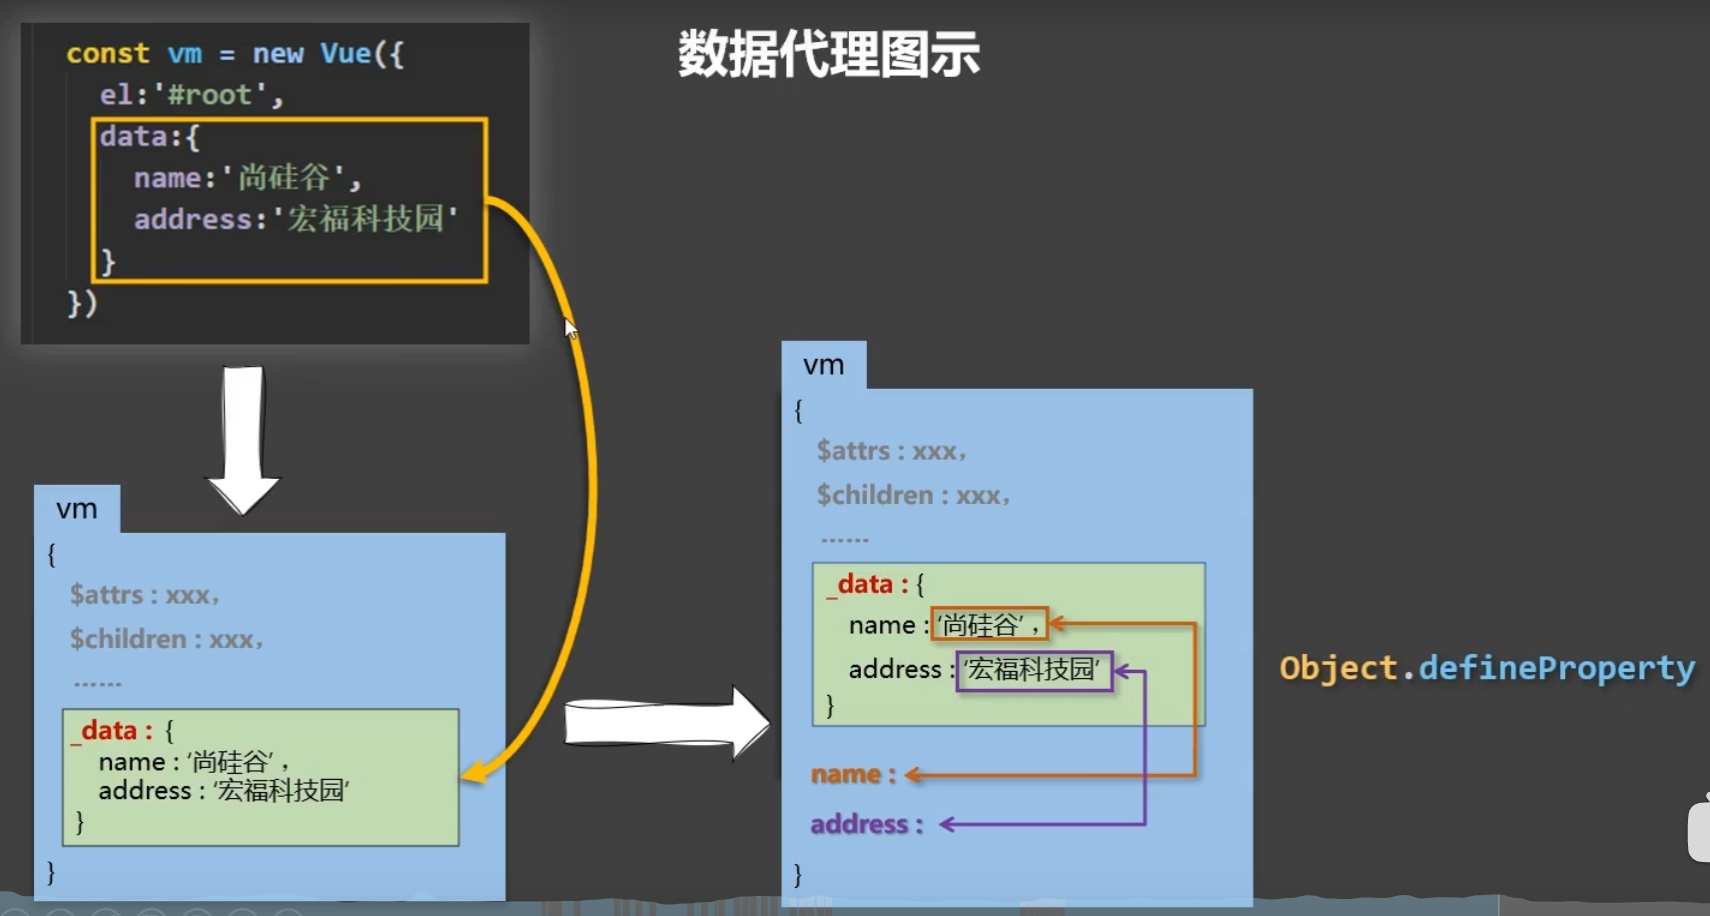 数据代理图示
const vm = new Vue({
el:'#root',
data:{
name:'尚硅谷',
address:'宏福科技园'
}
})
vm
{
$attrs : xxx，
$children : xxx，
······
_data : {
name : ‘尚硅谷’，
address : ‘宏福科技园’
}
}
vm
{
$attrs : xxx，
$children : xxx，
······
_data : {
name : ‘尚硅谷’，
address : ‘宏福科技园’
}
name :
address :
}
Object.defineProperty